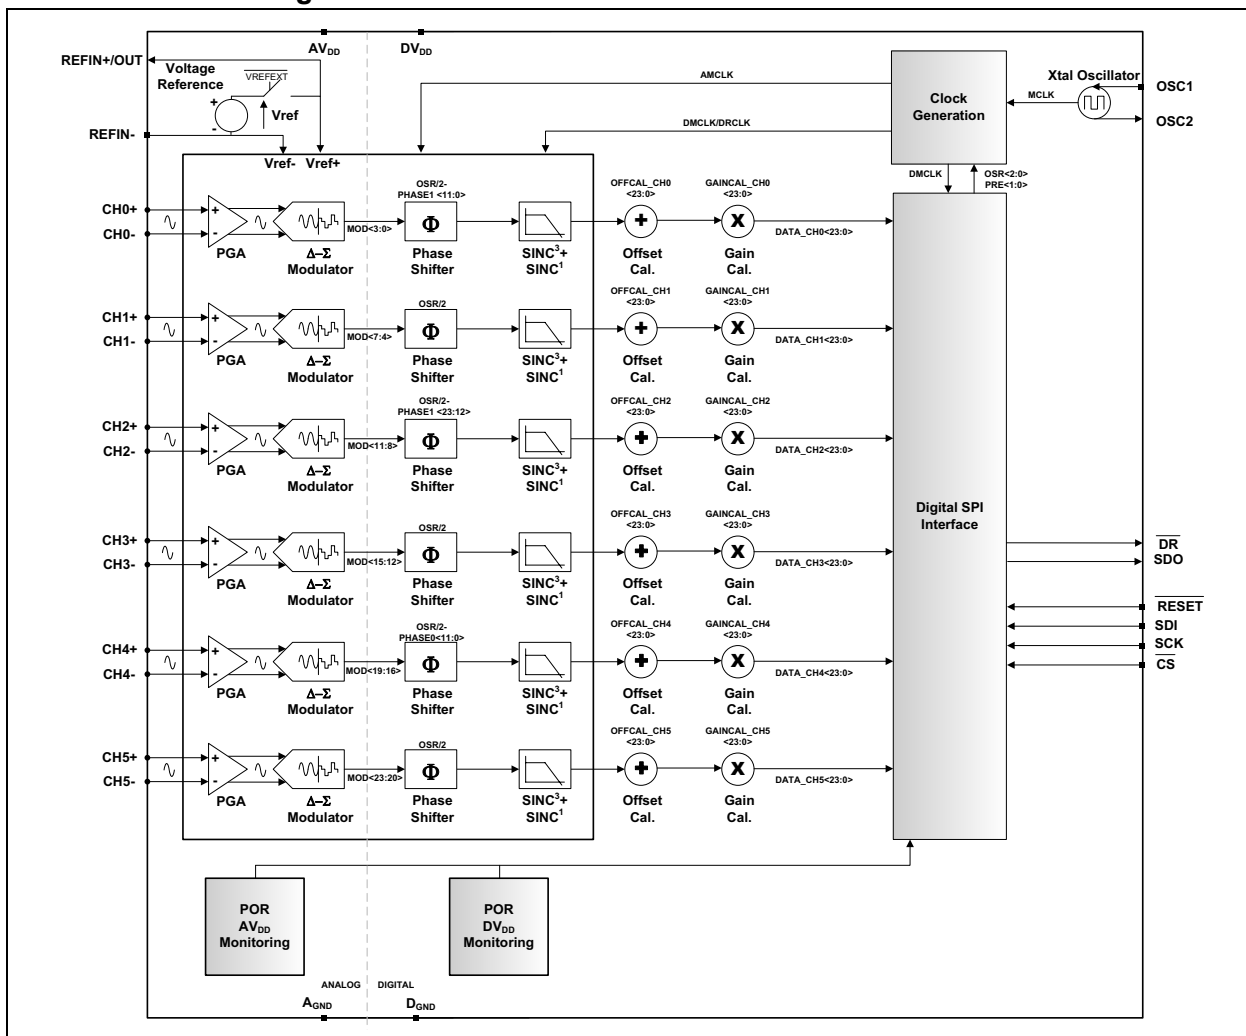 AVDD
DVDD
REFIN+/OUT
Voltage
Reference
VREFEXT
+
-
Vref
REFIN-
Vref-
Vref+
AMCLK
DMCLK/DRCLK
Clock
Generation
MCLK
Xtal Oscillator
OSC1
OSC2
DMCLK
OSR<2:0>
PRE<1:0>
CH0+
CH0-
+
-
PGA
Δ–Σ
Modulator
MOD<3:0>
OSR/2-
PHASE1 <11:0>
Φ
Phase
Shifter
SINC3+
SINC1
OFFCAL_CH0
<23:0>
+
Offset
Cal.
GAINCAL_CH0
<23:0>
X
Gain
Cal.
DATA_CH0<23:0>
CH1+
CH1-
+
-
PGA
Δ–Σ
Modulator
MOD<7:4>
OSR/2
Φ
Phase
Shifter
SINC3+
SINC1
OFFCAL_CH1
<23:0>
+
Offset
Cal.
GAINCAL_CH1
<23:0>
X
Gain
Cal.
DATA_CH1<23:0>
CH2+
CH2-
+
-
PGA
Δ–Σ
Modulator
MOD<11:8>
OSR/2-
PHASE1 <23:12>
Φ
Phase
Shifter
SINC3+
SINC1
OFFCAL_CH2
<23:0>
+
Offset
Cal.
GAINCAL_CH2
<23:0>
X
Gain
Cal.
DATA_CH2<23:0>
CH3+
CH3-
+
-
PGA
Δ–Σ
Modulator
MOD<15:12>
OSR/2
Φ
Phase
Shifter
SINC3+
SINC1
OFFCAL_CH3
<23:0>
+
Offset
Cal.
GAINCAL_CH3
<23:0>
X
Gain
Cal.
DATA_CH3<23:0>
CH4+
CH4-
+
-
PGA
Δ–Σ
Modulator
MOD<19:16>
OSR/2-
PHASE0<11:0>
Φ
Phase
Shifter
SINC3+
SINC1
OFFCAL_CH4
<23:0>
+
Offset
Cal.
GAINCAL_CH4
<23:0>
X
Gain
Cal.
DATA_CH4<23:0>
CH5+
CH5-
+
-
PGA
Δ–Σ
Modulator
MOD<23:20>
OSR/2
Φ
Phase
Shifter
SINC3+
SINC1
OFFCAL_CH5
<23:0>
+
Offset
Cal.
GAINCAL_CH5
<23:0>
X
Gain
Cal.
DATA_CH5<23:0>
Digital SPI
Interface
DR
SDO
RESET
SDI
SCK
CS
POR
AVDD
Monitoring
POR
DVDD
Monitoring
ANALOG
DIGITAL
AGND
DGND